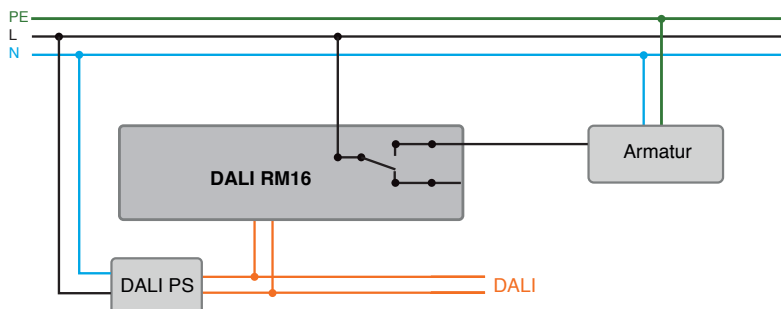 PE
L
N
DALI RM16
Armatur
DALI PS
DALI